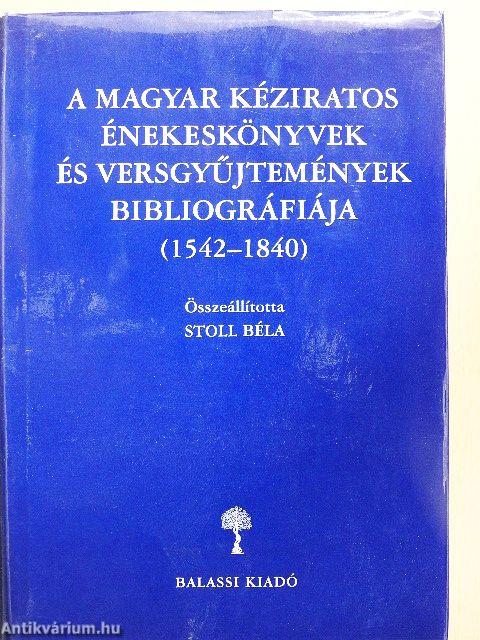 A MAGYAR KÉZIRATOS
ÉNEKESKÖNYVEK
ÉS VERSGYŰJTEMÉNYEK
BIBLIOGRÁFIÁJA
(1542–1840)
Összeállította
STOLL BÉLA
BALASSI KIADÓ
Antikvárium.hu